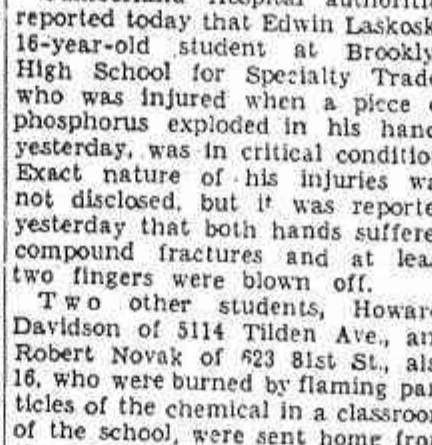 Hospital authoriti
reported today that Edwin Laskosk
16-year-old student at Brookly
High School for Specialty Trad
who was injured when a piece
phosphorus exploded in his hand
yesterday, was in critical conditio
Exact nature of his injuries wa
not disclosed, but it was reporte
yesterday that both hands suffere
compound fractures and at lea
two fingers were blown off.
Two other students, Howar
Davidson of 5114 Tilden Ave., an
Robert Novak of 623 81st St., als
16, who were burned by flaming par
ticles of the chemical in a classroo
of the school, were sent home from